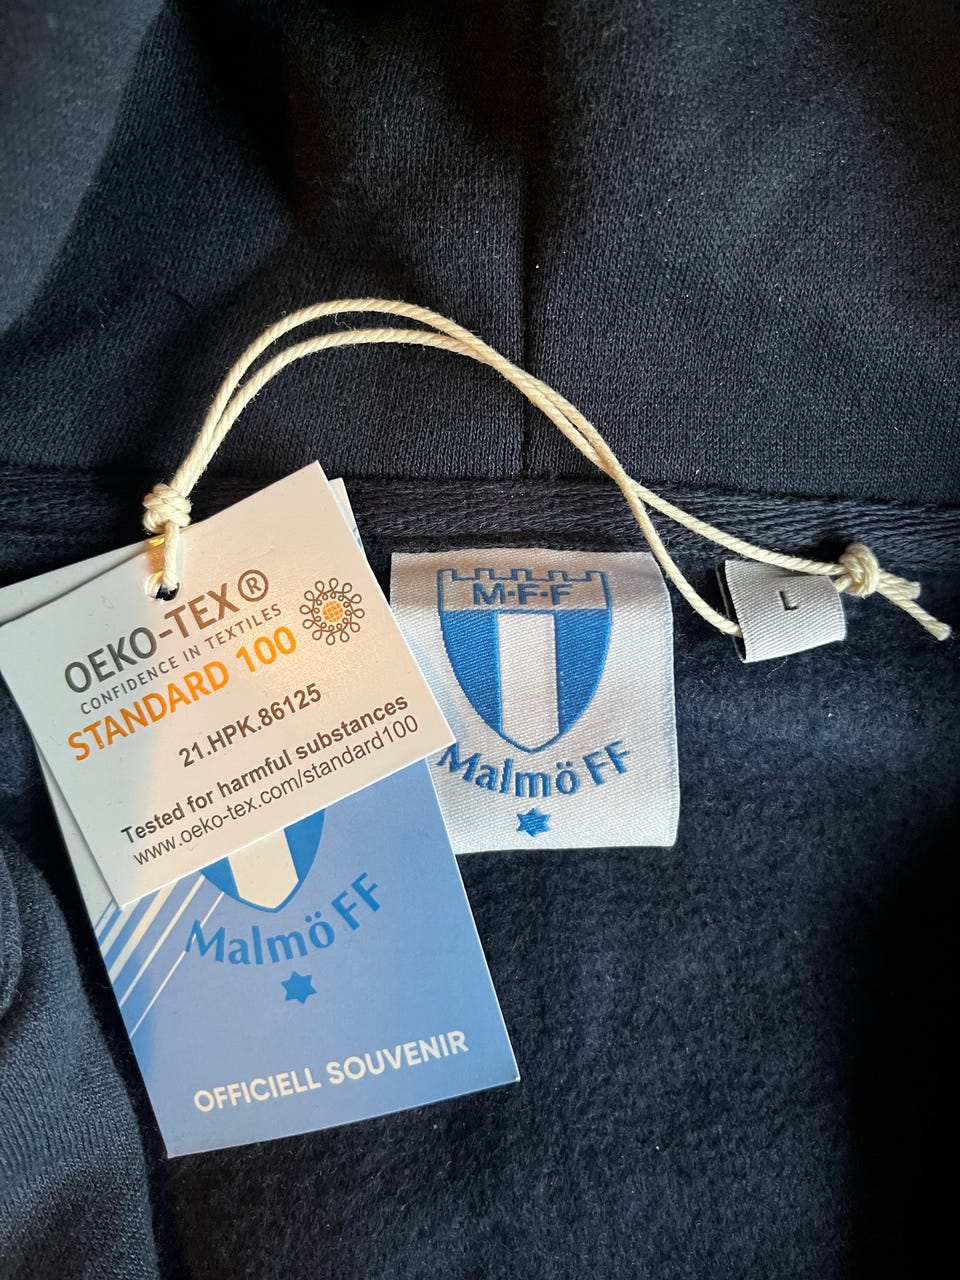 OEKO-TEX®
CONFIDENCE IN TEXTILES
STANDARD 100
21.HPK.86125
Tested for harmful substances
www.oeko-tex.com/standard100
Malmö FF
OFFICIELL SOUVENIR
M·F·F
Malmö FF
L